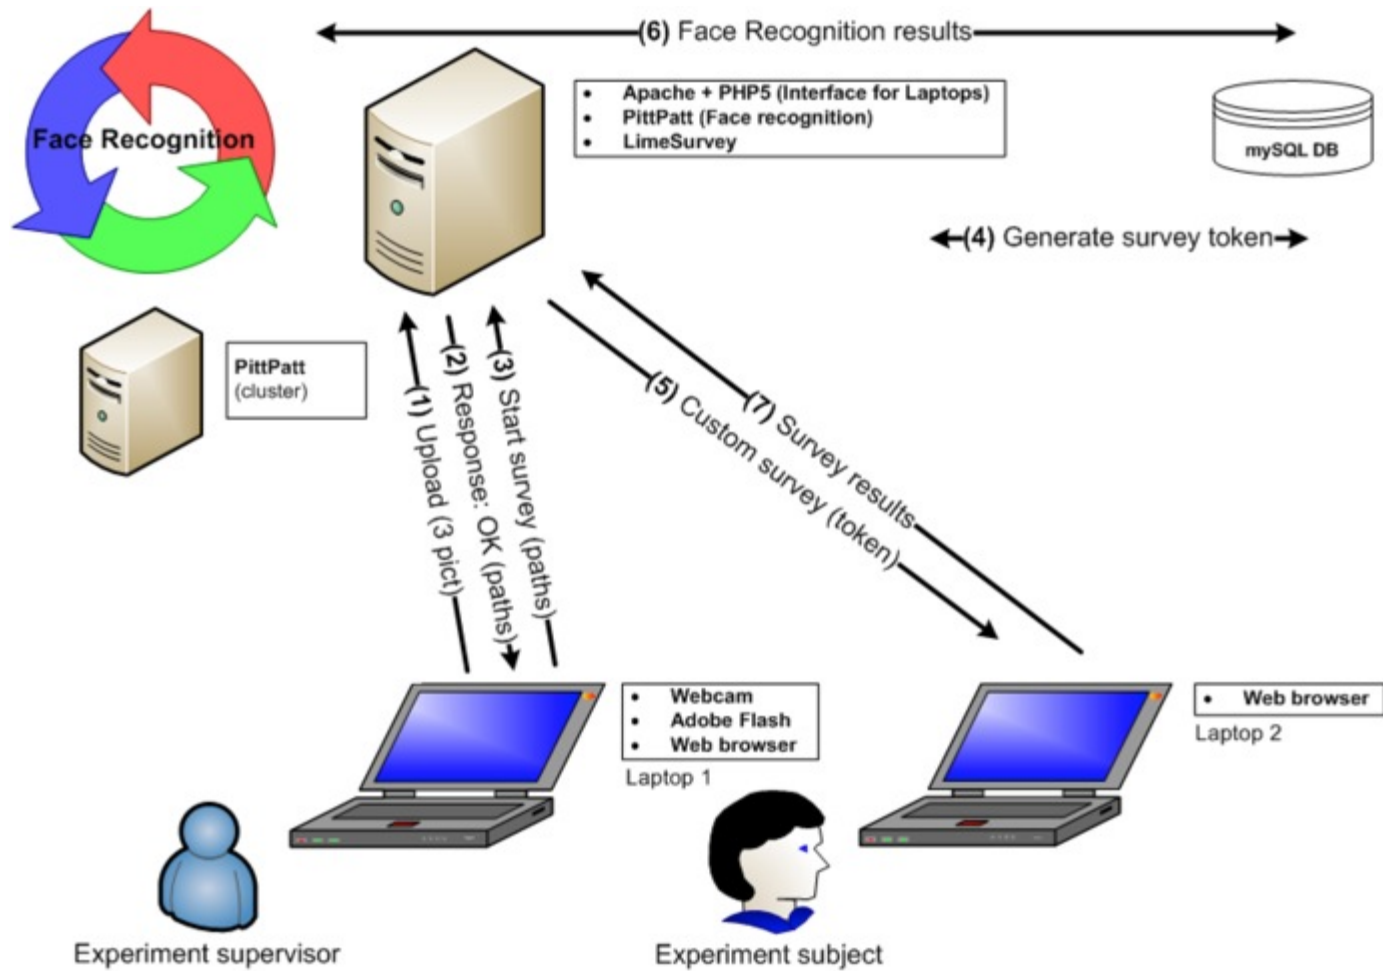 (6) Face Recognition results
• Apache + PHP5 (Interface for Laptops)
• PittPatt (Face recognition)
• LimeSurvey
Face Recognition
mySQL DB
(4) Generate survey token
PittPatt
(cluster)
(1) Upload (3 pict)
(2) Response: OK (paths)
(3) Start survey (paths)
(5) Custom survey (token)
(7) Survey results
• Webcam
• Adobe Flash
• Web browser
Laptop 1
• Web browser
Laptop 2
Experiment supervisor
Experiment subject